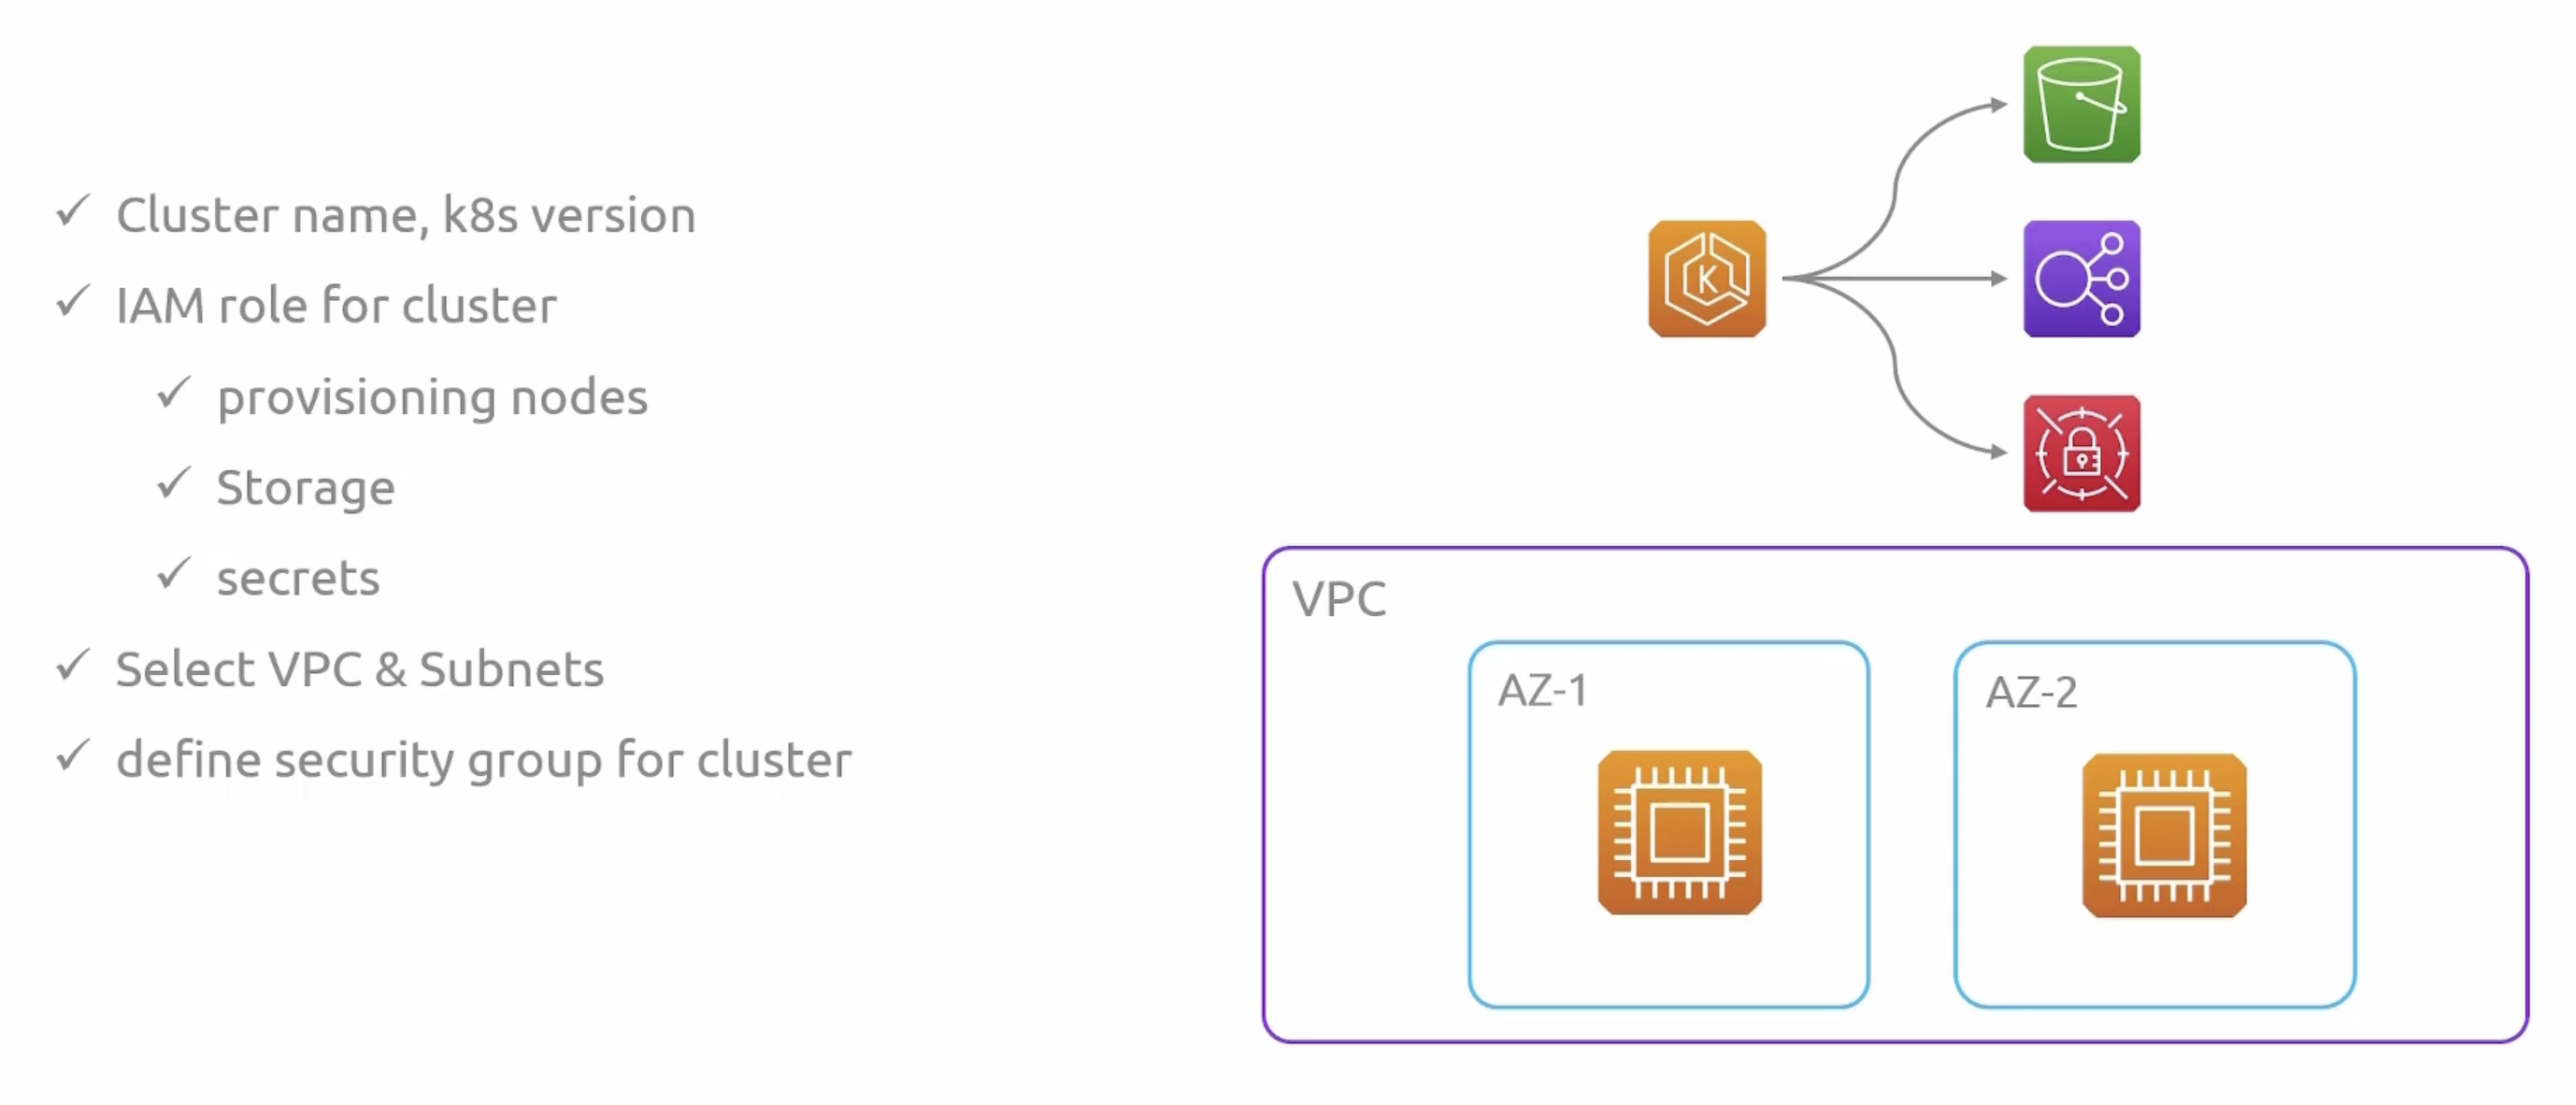 Cluster name, k8s version
IAM role for cluster
provisioning nodes
Storage
secrets
Select VPC & Subnets
define security group for cluster
K
VPC
AZ-1
AZ-2